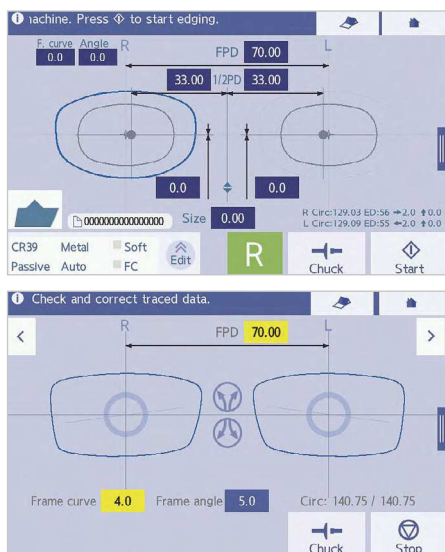 achine. Press to start edging.
F. curve Angle R L
0.0 0.0 FPD 70.00
33.00 1/2PD 33.00
0.0 0.0
0000000000000000 Size 0.00
R Circ:129.03 ED:56 2.0 0.0
L Circ:129.09 ED:55 2.0 0.0
CR39 Metal Soft
Passive Auto FC
Edit
R
Chuck
Start
Check and correct traced data.
R L
FPD 70.00
Frame curve 4.0 Frame angle 5.0 Circ: 140.75 / 140.75
Chuck
Stop